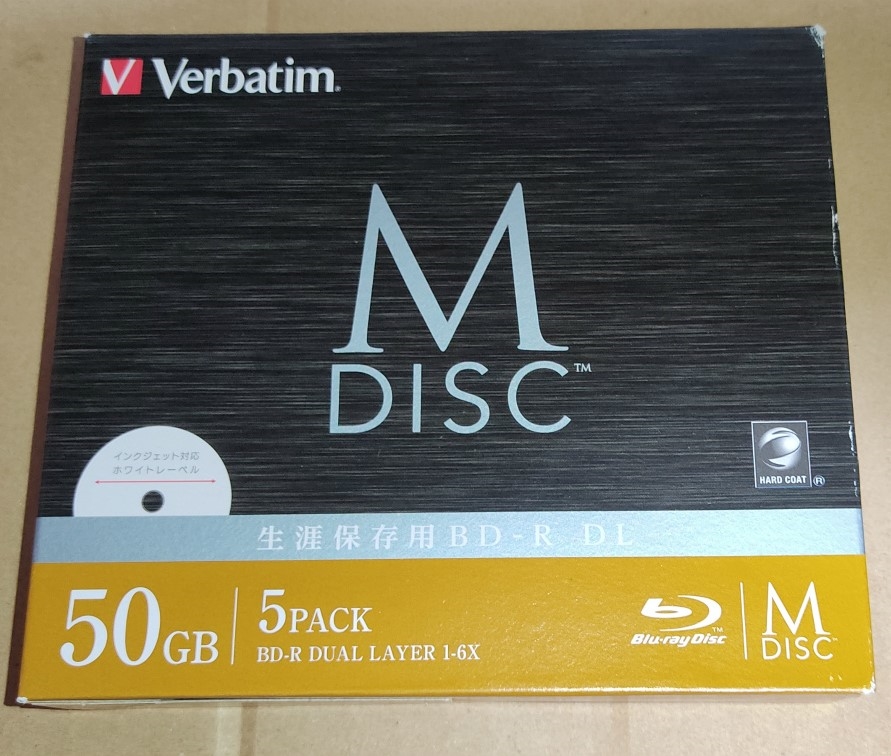 Verbatim.
M
DISC™
インクジェット対応
ホワイトレーベル
HARD COAT ®
生涯保存用BD-R DL
50GB
5PACK
BD-R DUAL LAYER 1-6X
Blu-ray Disc™
M
DISC™